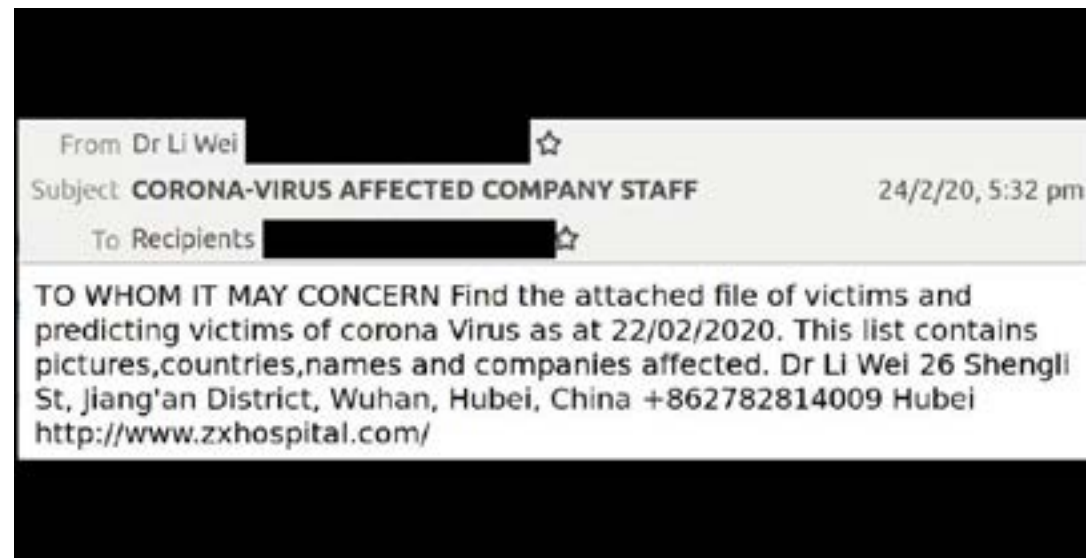 From Dr Li Wei
Subject CORONA-VIRUS AFFECTED COMPANY STAFF 24/2/20, 5:32 pm
To Recipients
TO WHOM IT MAY CONCERN Find the attached file of victims and
predicting victims of corona Virus as at 22/02/2020. This list contains
pictures,countries,names and companies affected. Dr Li Wei 26 Shengli
St, Jiang'an District, Wuhan, Hubei, China +862782814009 Hubei
http://www.zxhospital.com/